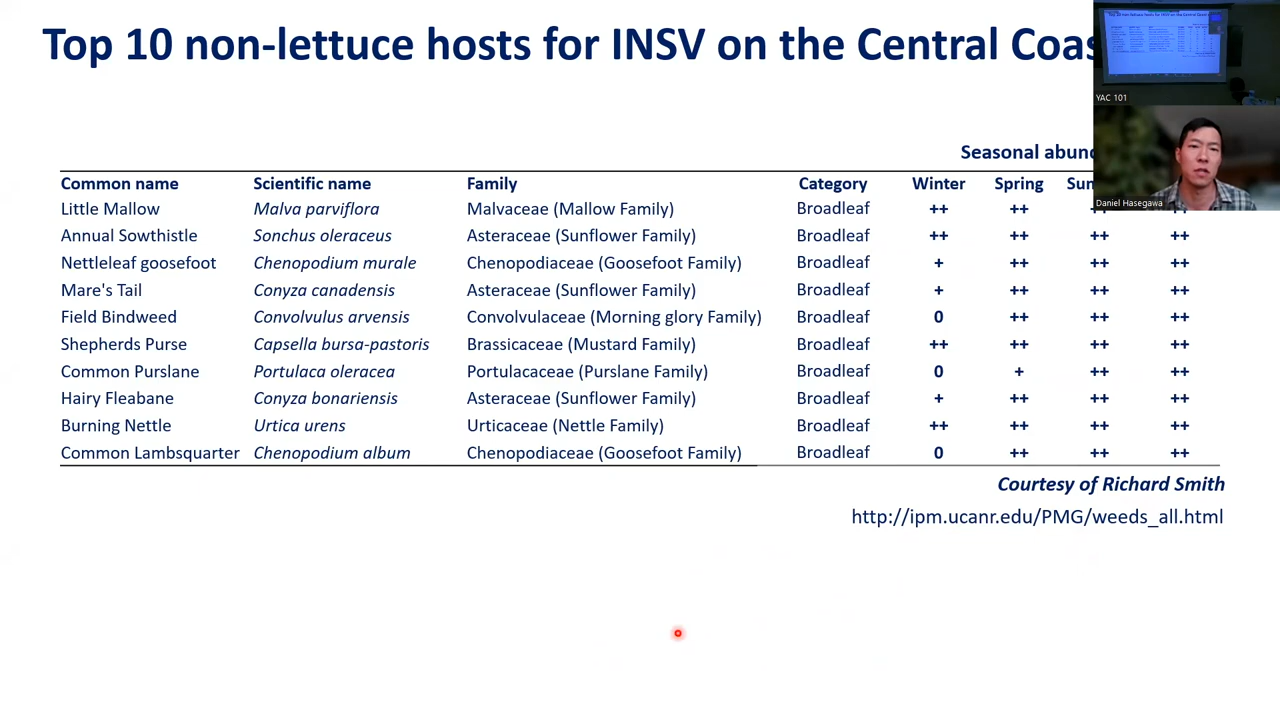 Top 10 non-lettuce hosts for INSV on the Central
YAC 101
Daniel Hasegawa
Seasonal
Common name Scientific name Family Category Winter Spring
Little Mallow Malva parviflora Malvaceae (Mallow Family) Broadleaf ++ ++
Annual Sowthistle Sonchus oleraceus Asteraceae (Sunflower Family) Broadleaf ++ ++ ++ ++
Nettleleaf goosefoot Chenopodium murale Chenopodiaceae (Goosefoot Family) Broadleaf + ++ ++ ++
Mare's Tail Conyza canadensis Asteraceae (Sunflower Family) Broadleaf + ++ ++ ++
Field Bindweed Convolvulus arvensis Convolvulaceae (Morning glory Family) Broadleaf 0 ++ ++ ++
Shepherds Purse Capsella bursa-pastoris Brassicaceae (Mustard Family) Broadleaf ++ ++ ++ ++
Common Purslane Portulaca oleracea Portulacaceae (Purslane Family) Broadleaf 0 + ++ ++
Hairy Fleabane Conyza bonariensis Asteraceae (Sunflower Family) Broadleaf + ++ ++ ++
Burning Nettle Urtica urens Urticaceae (Nettle Family) Broadleaf ++ ++ ++ ++
Common Lambsquarter Chenopodium album Chenopodiaceae (Goosefoot Family) Broadleaf 0 ++ ++ ++
Courtesy of Richard Smith
http://ipm.ucanr.edu/PMG/weeds_all.html